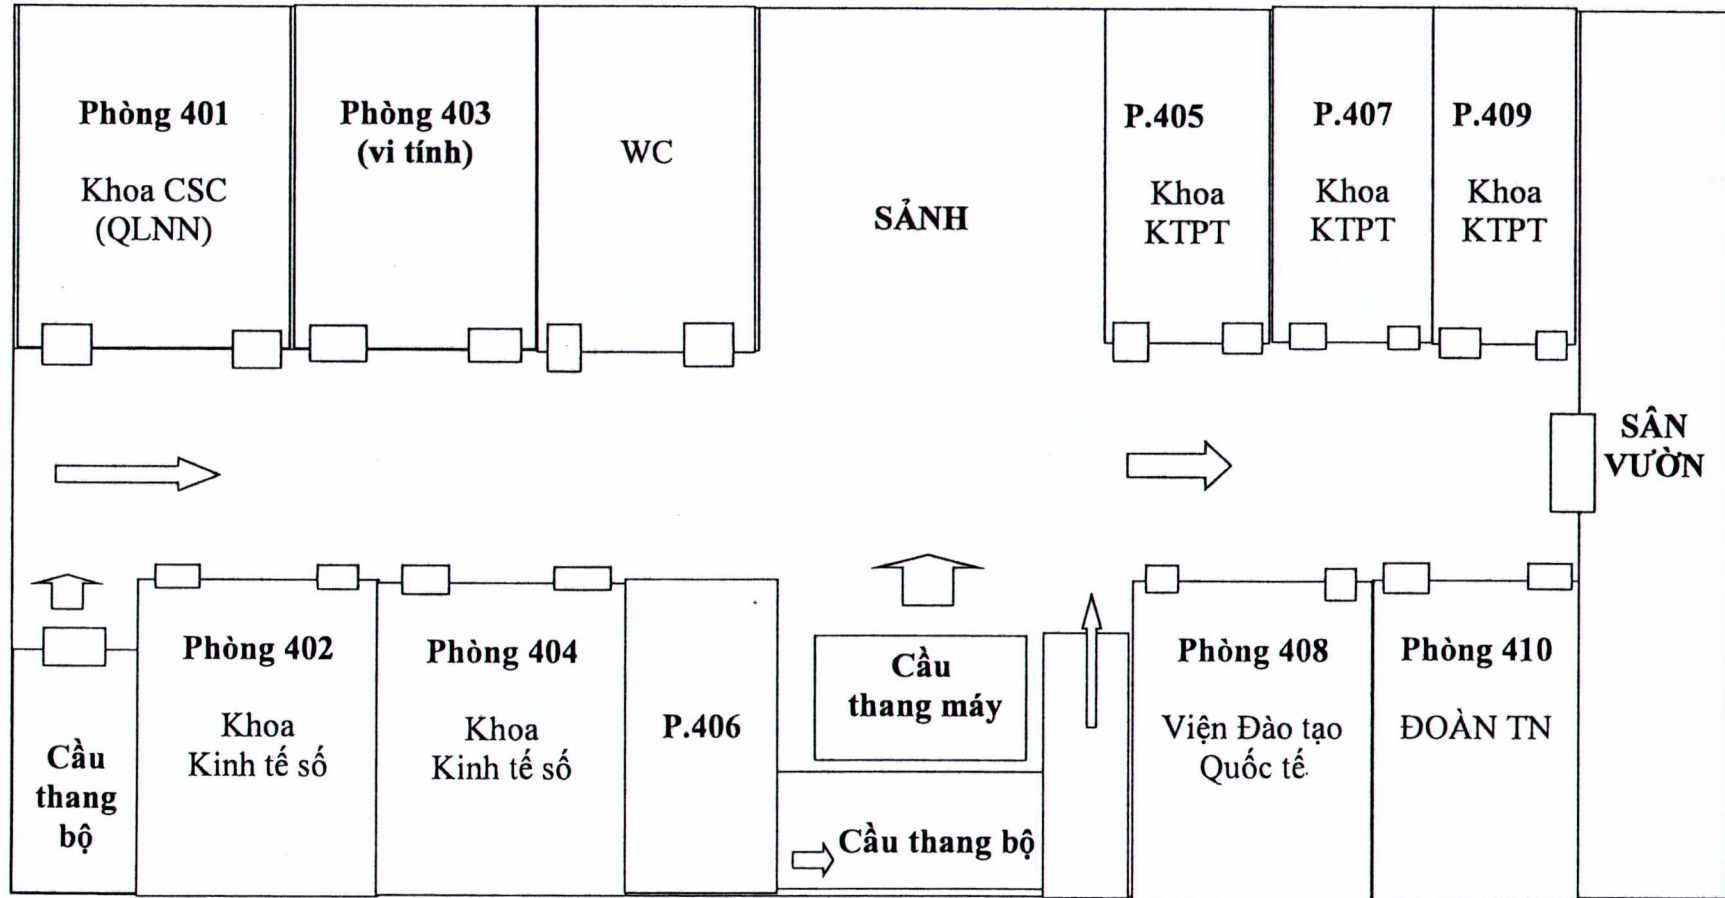 Phòng 401
Khoa CSC
(QLNN)
Phòng 403
(vi tính)
WC
SẢNH
P.405
Khoa
KTPT
P.407
Khoa
KTPT
P.409
Khoa
KTPT
SÂN
VƯỜN
Cầu
thang
bộ
Phòng 402
Khoa
Kinh tế số
Phòng 404
Khoa
Kinh tế số
P.406
Cầu
thang máy
Cầu thang bộ
Phòng 408
Viện Đào tạo
Quốc tế
Phòng 410
ĐOÀN TN